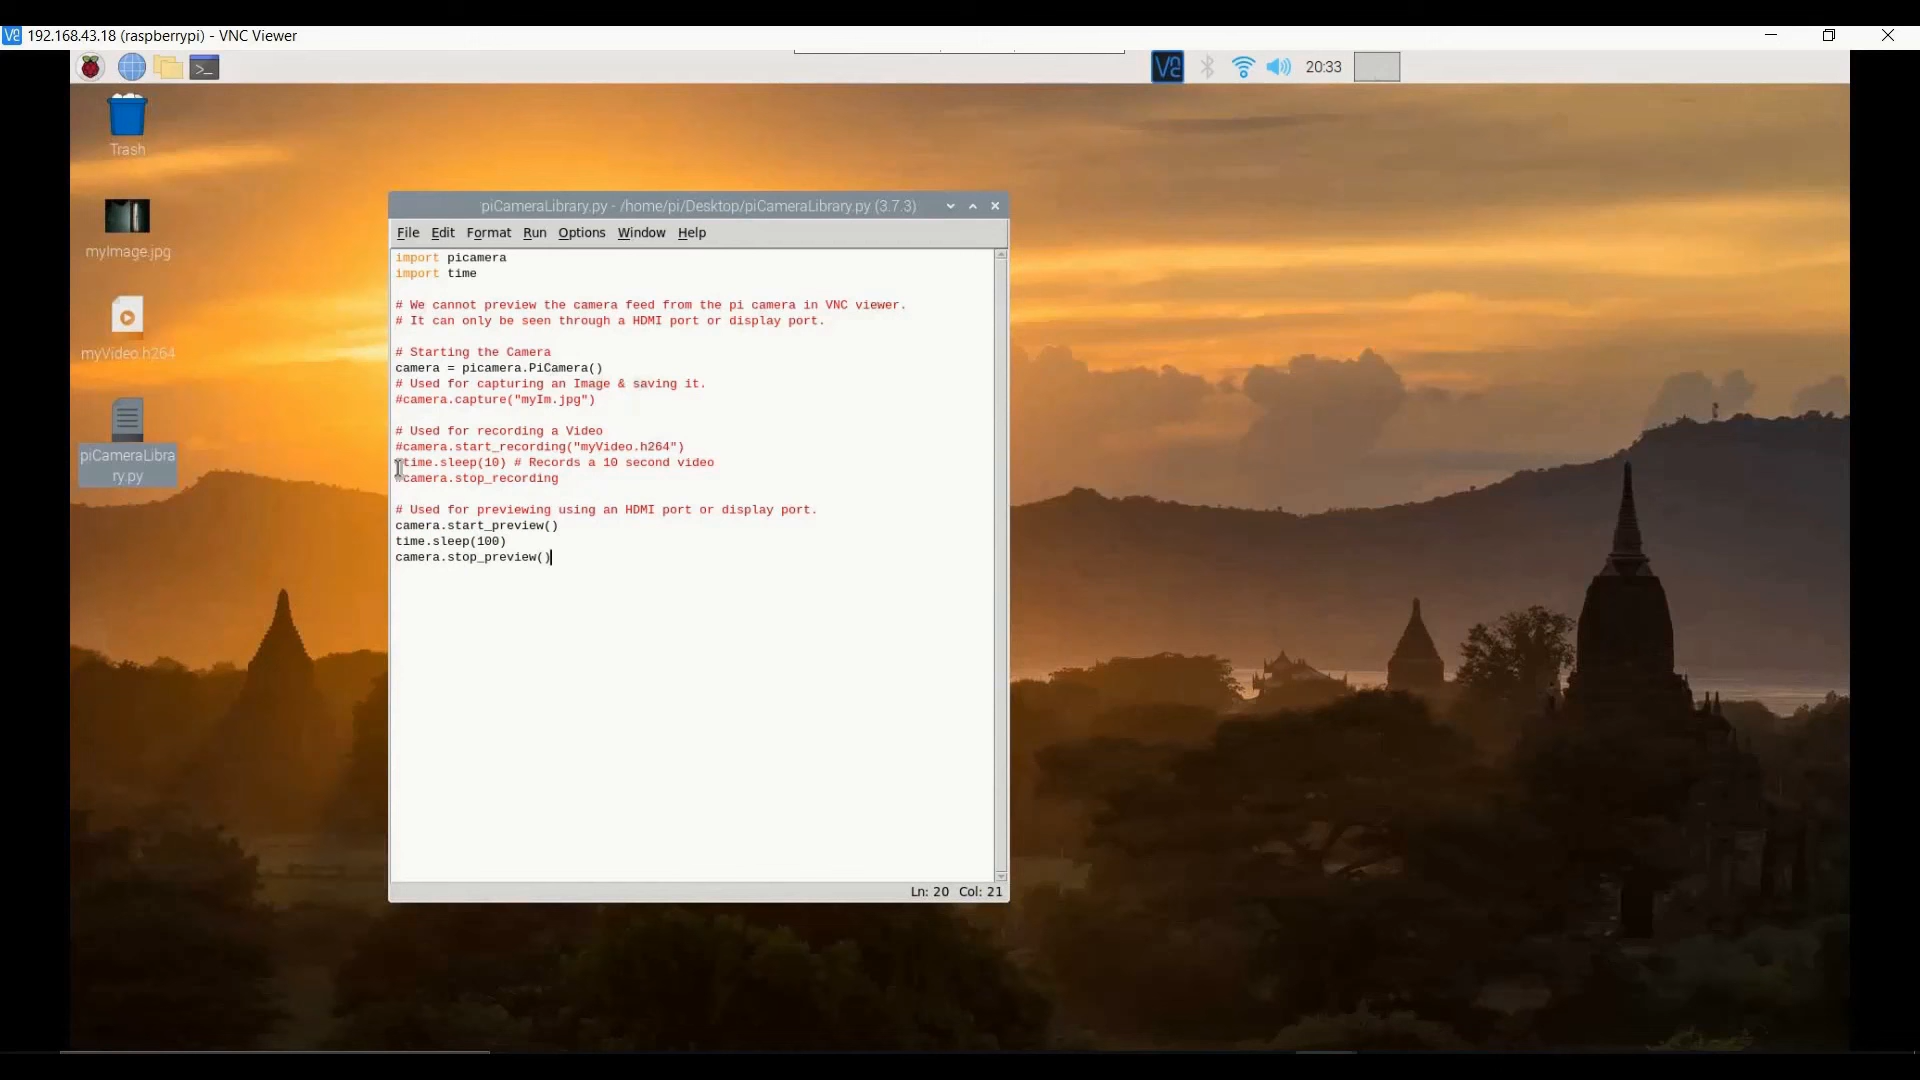 192.168.43.18 (raspberrypi) - VNC Viewer
20:33
Trash
myImage.jpg
myVideo.h264
piCameraLibra
ry.py
piCameraLibrary.py - /home/pi/Desktop/piCameraLibrary.py (3.7.3)
File Edit Format Run Options Window Help
import picamera
import time
# We cannot preview the camera feed from the pi camera in VNC viewer.
# It can only be seen through a HDMI port or display port.
# Starting the Camera
camera = picamera.PiCamera()
# Used for capturing an Image & saving it.
#camera.capture("myIm.jpg")
# Used for recording a Video
#camera.start_recording("myVideo.h264")
time.sleep(10) # Records a 10 second video
camera.stop_recording
# Used for previewing using an HDMI port or display port.
camera.start_preview()
time.sleep(100)
camera.stop_preview()
Ln: 20 Col: 21